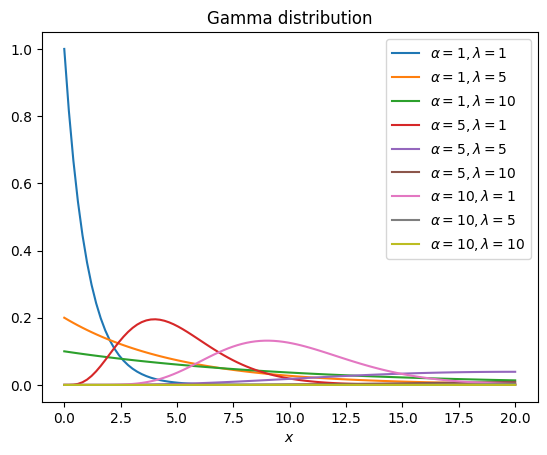 Gamma distribution
1.0
0.8
0.6
0.4
0.2
0.0
α = 1, λ = 1
α = 1, λ = 5
α = 1, λ = 10
α = 5, λ = 1
α = 5, λ = 5
α = 5, λ = 10
α = 10, λ = 1
α = 10, λ = 5
α = 10, λ = 10
0.0 2.5 5.0 7.5 10.0 12.5 15.0 17.5 20.0
x